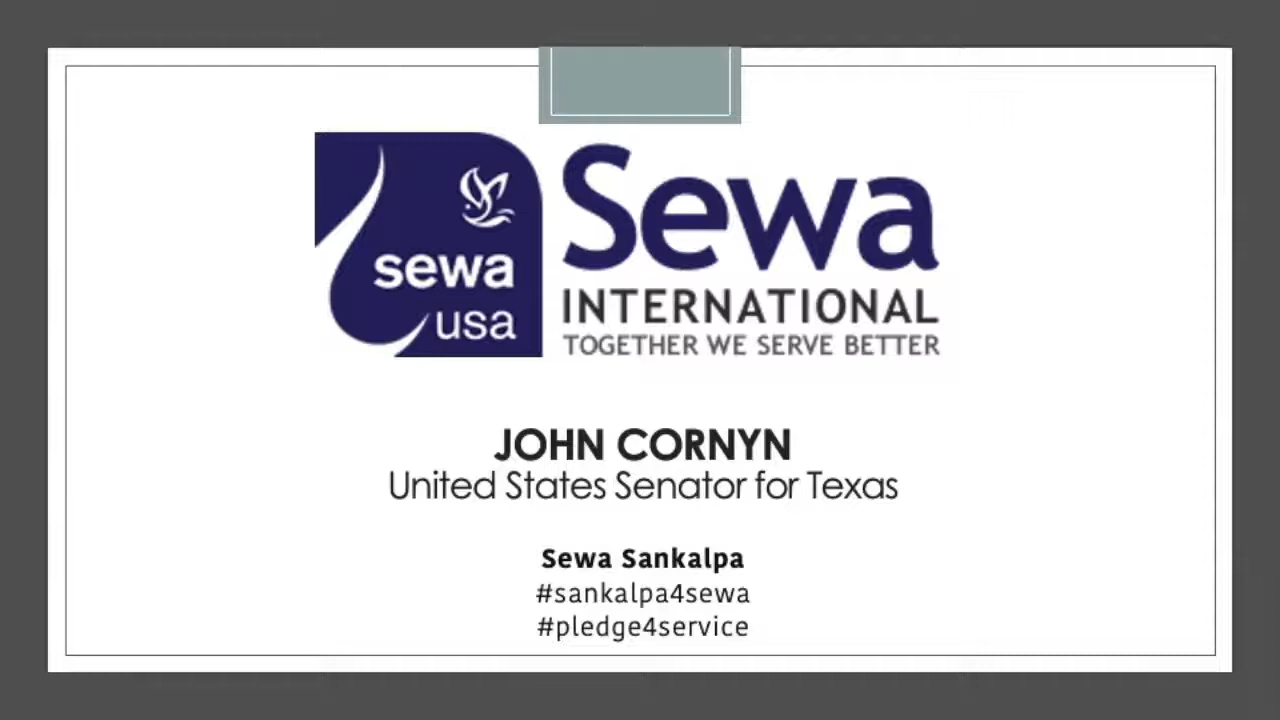 sewa
usa
Sewa
INTERNATIONAL
TOGETHER WE SERVE BETTER
JOHN CORNYN
United States Senator for Texas
Sewa Sankalpa
#sankalpa4sewa
#pledge4service